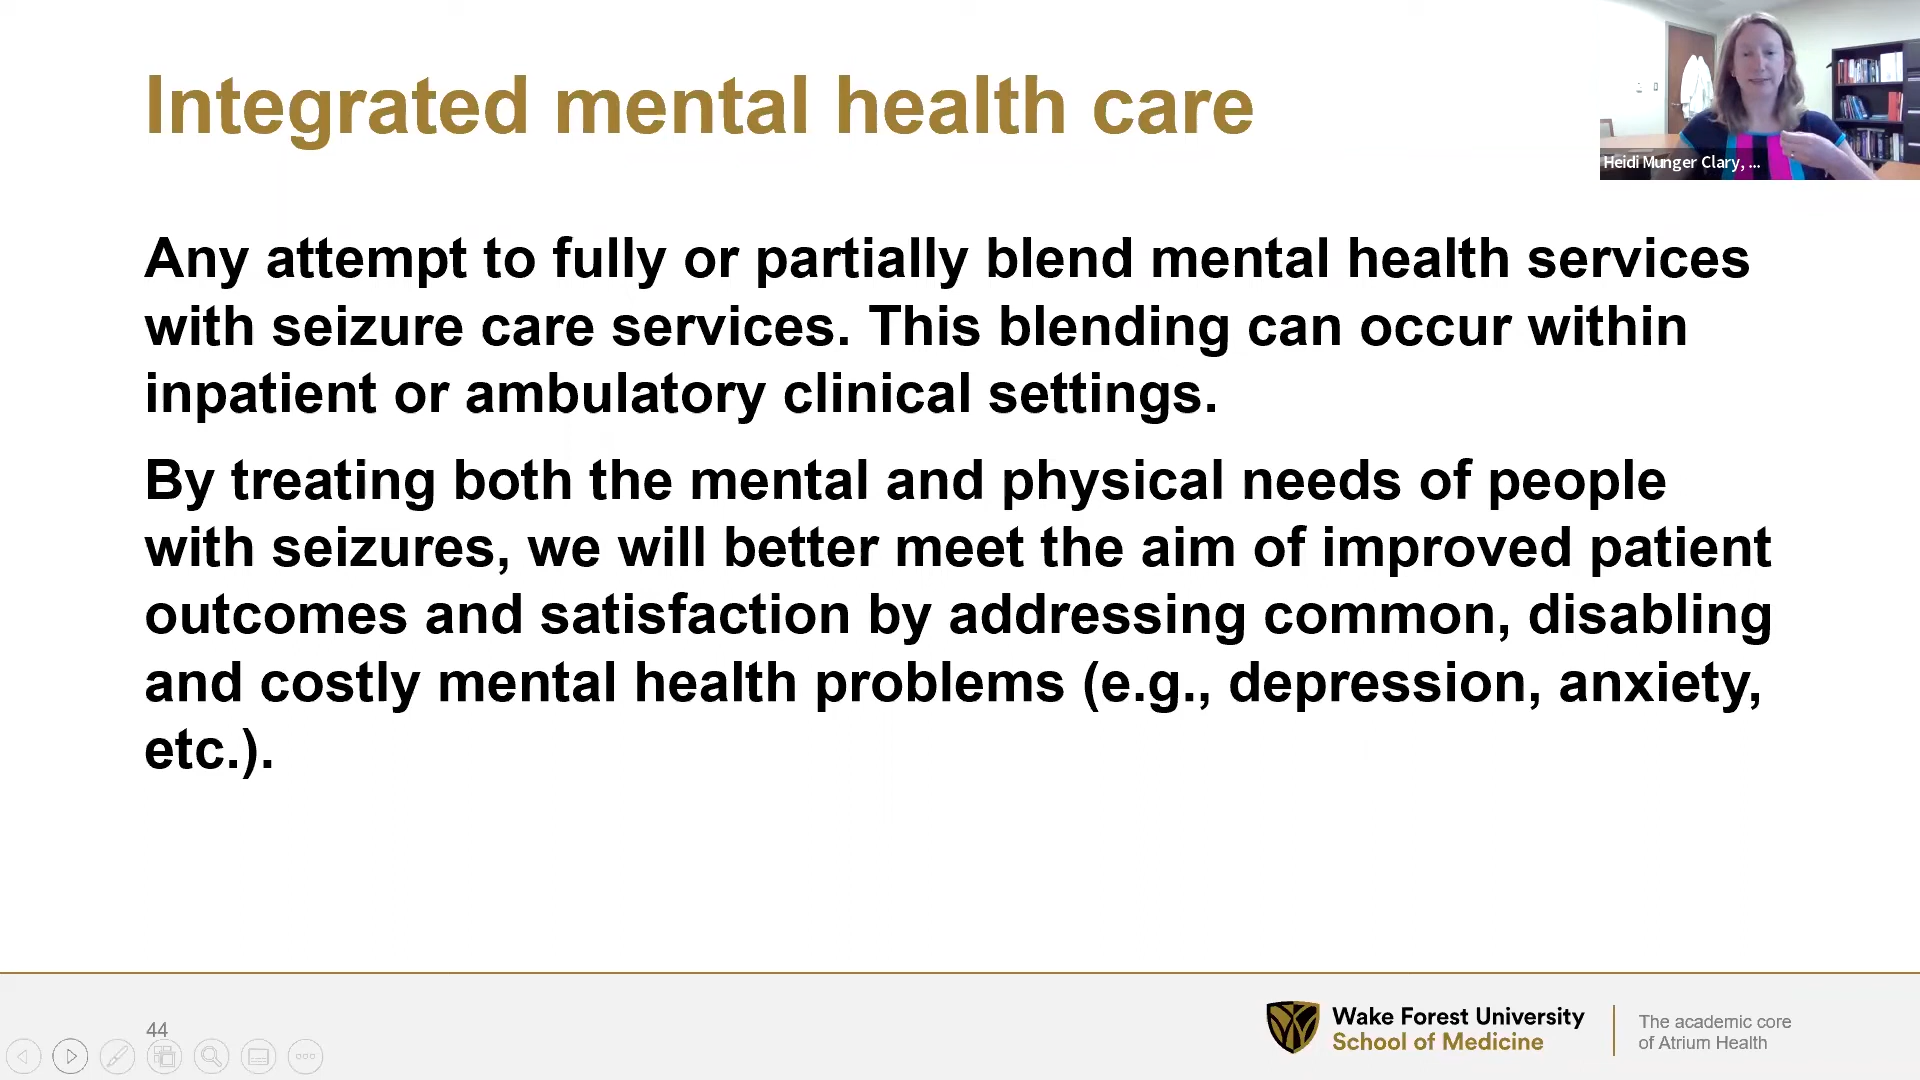 Integrated mental health care
Heidi Munger Clary, ...
Any attempt to fully or partially blend mental health services
with seizure care services. This blending can occur within
inpatient or ambulatory clinical settings.
By treating both the mental and physical needs of people
with seizures, we will better meet the aim of improved patient
outcomes and satisfaction by addressing common, disabling
and costly mental health problems (e.g., depression, anxiety,
etc.).
44
Wake Forest University
School of Medicine
The academic core
of Atrium Health